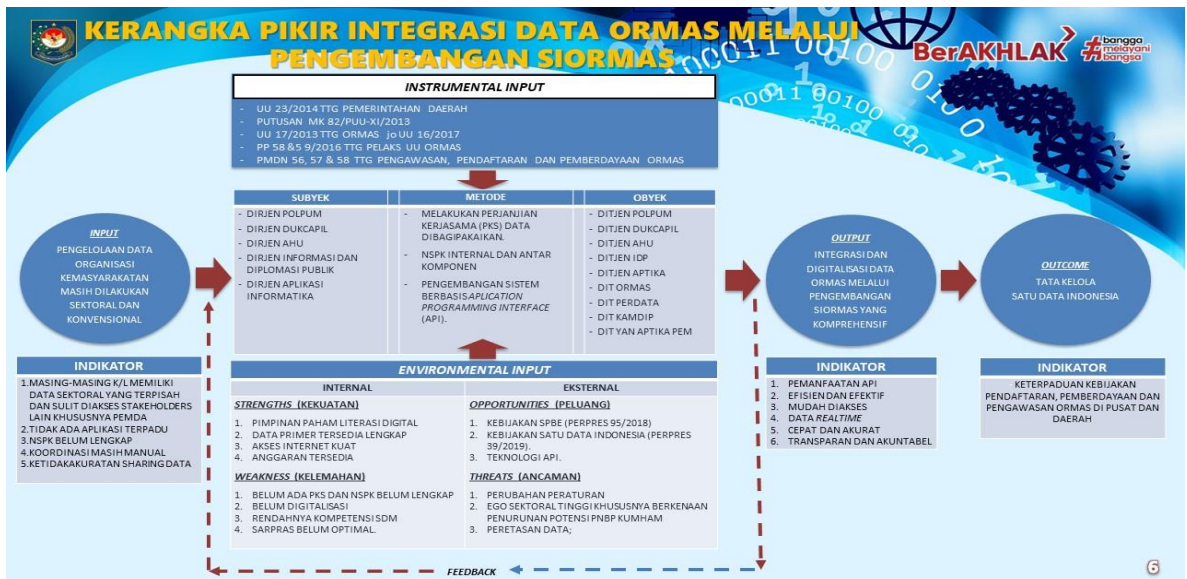 KERANGKA PIKIR INTEGRASI DATA ORMAS MELALUI
PENGEMBANGAN SIORMAS
BerAKHLAK
#bangga
melayani
bangsa
INSTRUMENTAL INPUT
- UU 23/2014 TTG PEMERINTAHAN DAERAH
- PUTUSAN MK 82/PUU-XI/2013
- UU 17/2013 TTG ORMAS jo UU 16/2017
- PP 58 &5 9/2016 TTG PELAKS UU ORMAS
- PMDN 56, 57 & 58 TTG PENGAWASAN, PENDAFTARAN DAN PEMBERDAYAAN ORMAS
INPUT
PENGELOLAAN DATA
ORGANISASI
KEMASYARAKATAN
MASIH DILAKUKAN
SEKTORAL DAN
KONVENSIONAL
INDIKATOR
1.MASING-MASING K/L MEMILIKI
DATA SEKTORAL YANG TERPISAH
DAN SULIT DIAKSES STAKEHOLDERS
LAIN KHUSUSNYA PEMDA
2.TIDAK ADA APLIKASI TERPADU
3.NSPK BELUM LENGKAP
4.KOORDINASI MASIH MANUAL
5.KETIDAKAKURATAN SHARING DATA
SUBYEK
- DIRJEN POLPUM
- DIRJEN DUKCAPIL
- DIRJEN AHU
- DIRJEN INFORMASI DAN
DIPLOMASI PUBLIK
- DIRJEN APLIKASI
INFORMATIKA
METODE
- MELAKUKAN PERJANJIAN
KERJASAMA (PKS) DATA
DIBAGIPAKAIKAN.
- NSPK INTERNAL DAN ANTAR
KOMPONEN
- PENGEMBANGAN SISTEM
BERBASIS APLICATION
PROGRAMMING INTERFACE
(API).
OBYEK
- DITJEN POLPUM
- DITJEN DUKCAPIL
- DITJEN AHU
- DITJEN IDP
- DITJEN APTIKA
- DIT ORMAS
- DIT PERDATA
- DIT KAMDIP
- DIT YAN APTIKA PEM
ENVIRONMENTAL INPUT
INTERNAL
STRENGTHS (KEKUATAN)
1. PIMPINAN PAHAM LITERASI DIGITAL
2. DATA PRIMER TERSEDIA LENGKAP
3. AKSES INTERNET KUAT
4. ANGGARAN TERSEDIA
WEAKNESS (KELEMAHAN)
1. BELUM ADA PKS DAN NSPK BELUM LENGKAP
2. BELUM DIGITALISASI
3. RENDAHNYA KOMPETENSI SDM
4. SARPRAS BELUM OPTIMAL.
EKSTERNAL
OPPORTUNITIES (PELUANG)
1. KEBIJAKAN SPBE (PERPRES 95/2018)
2. KEBIJAKAN SATU DATA INDONESIA (PERPRES
39/2019).
3. TEKNOLOGI API.
THREATS (ANCAMAN)
1. PERUBAHAN PERATURAN
2. EGO SEKTORAL TINGGI KHUSUSNYA BERKENAAN
PENURUNAN POTENSI PNBP KUMHAM
3. PERETASAN DATA;
OUTPUT
INTEGRASI DAN
DIGITALISASI DATA
ORMAS MELALUI
PENGEMBANGAN
SIORMAS YANG
KOMPREHENSIF
INDIKATOR
1. PEMANFAATAN API
2. EFISIEN DAN EFEKTIF
3. MUDAH DIAKSES
4. DATA REALTIME
5. CEPAT DAN AKURAT
6. TRANSPARAN DAN AKUNTABEL
OUTCOME
TATA KELOLA
SATU DATA INDONESIA
INDIKATOR
KETERPADUAN KEBIJAKAN
PENDAFTARAN, PEMBERDAYAAN DAN
PENGAWASAN ORMAS DI PUSAT DAN
DAERAH
FEEDBACK
6